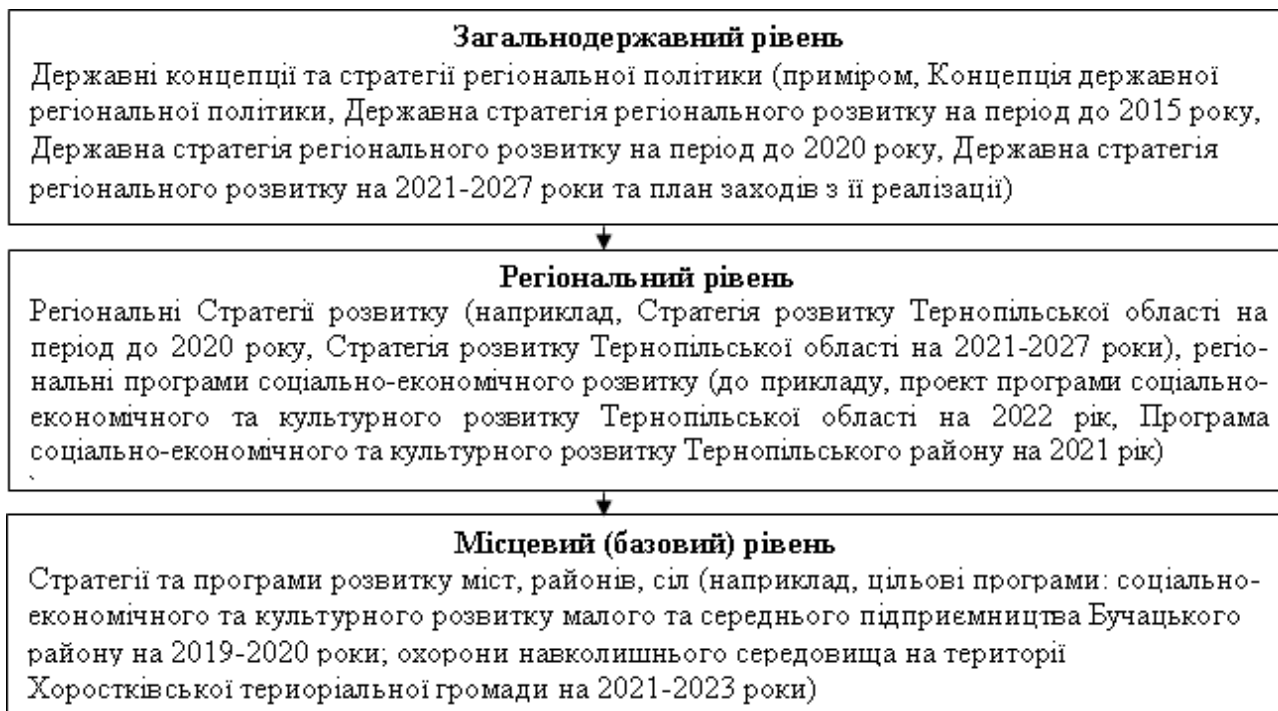 Загальнодержавний рівень
Державні концепції та стратегії регіональної політики (приміром, Концепція державної
регіональної політики, Державна стратегія регіонального розвитку на період до 2015 року,
Державна стратегія регіонального розвитку на період до 2020 року, Державна стратегія
регіонального розвитку на 2021-2027 роки та план заходів з її реалізації)
Регіональний рівень
Регіональні Стратегії розвитку (наприклад, Стратегія розвитку Тернопільської області на
період до 2020 року, Стратегія розвитку Тернопільської області на 2021-2027 роки), регіо-
нальні програми соціально-економічного розвитку (до прикладу, проект програми соціально-
економічного та культурного розвитку Тернопільської області на 2022 рік, Програма
соціально-економічного та культурного розвитку Тернопільського району на 2021 рік)
Місцевий (базовий) рівень
Стратегії та програми розвитку міст, районів, сіл (наприклад, цільові програми: соціально-
економічного та культурного розвитку малого та середнього підприємництва Бучацького
району на 2019-2020 роки; охорони навколишнього середовища на території
Хоростківської териоріальної громади на 2021-2023 роки)